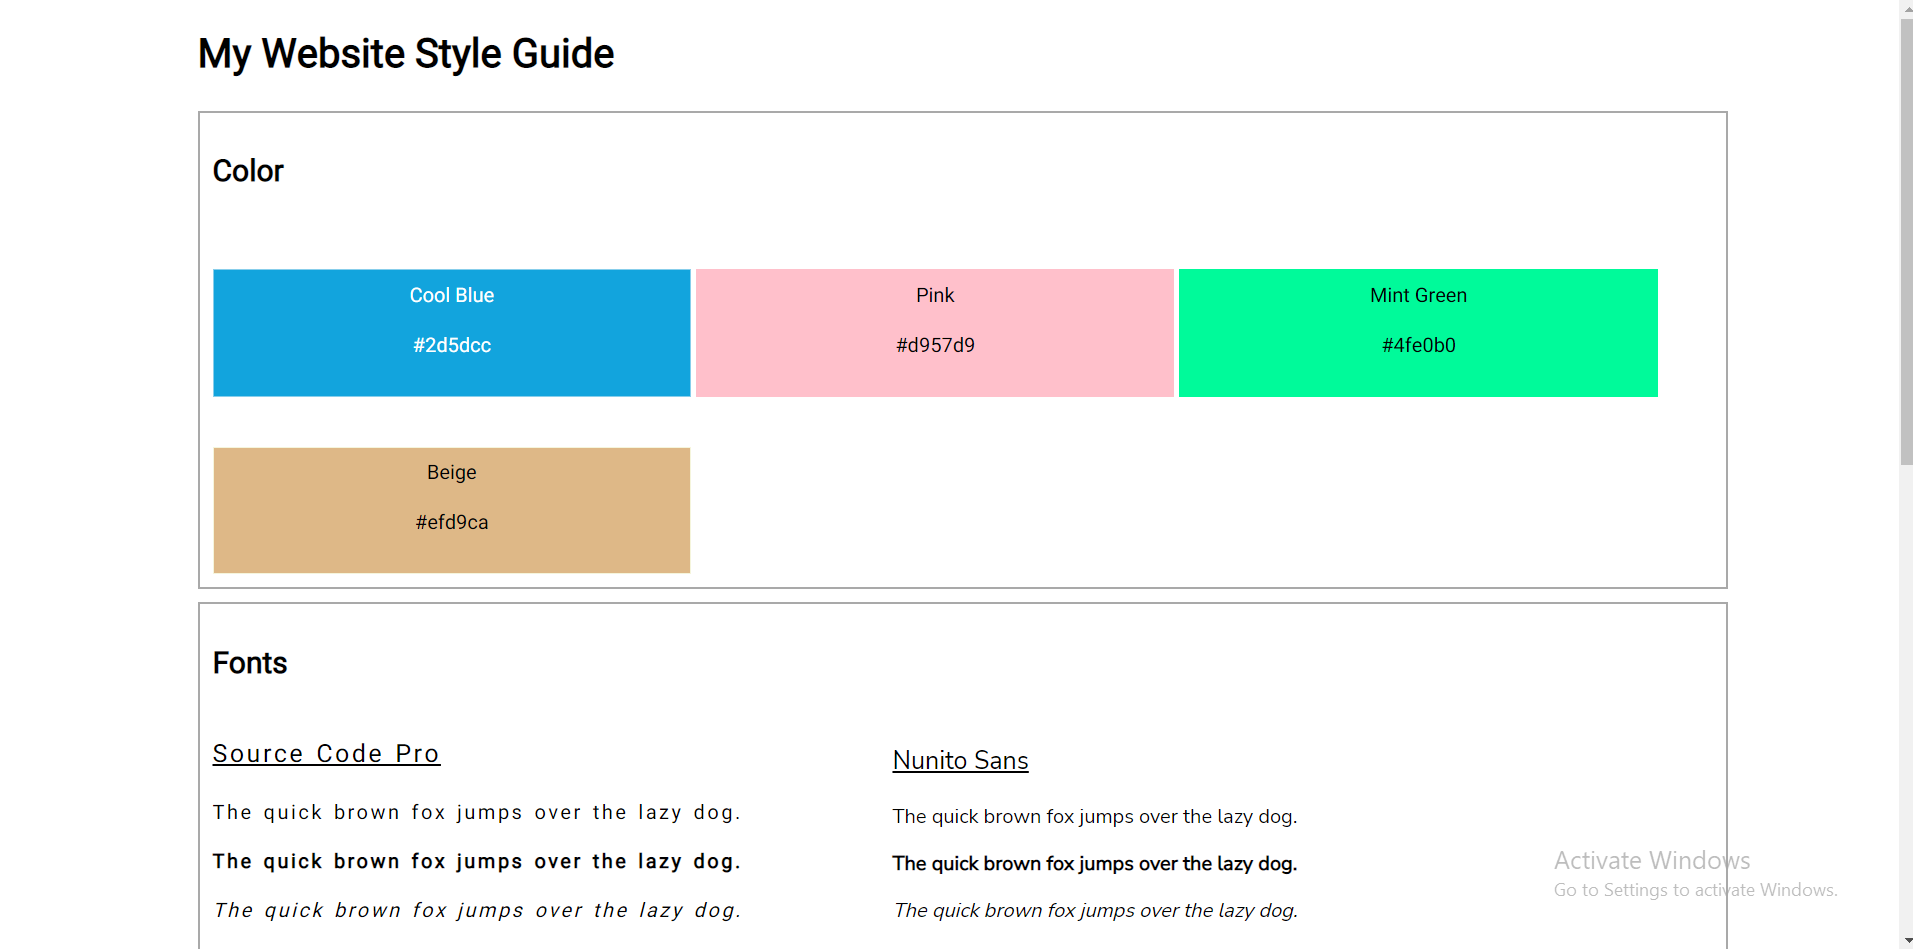 My Website Style Guide
Color
Cool Blue
#2d5dcc
Pink
#d957d9
Mint Green
#4fe0b0
Beige
#efd9ca
Fonts
Source Code Pro
The quick brown fox jumps over the lazy dog.
The quick brown fox jumps over the lazy dog.
The quick brown fox jumps over the lazy dog.
Nunito Sans
The quick brown fox jumps over the lazy dog.
The quick brown fox jumps over the lazy dog.
The quick brown fox jumps over the lazy dog.
Activate Windows
Go to Settings to activate Windows.